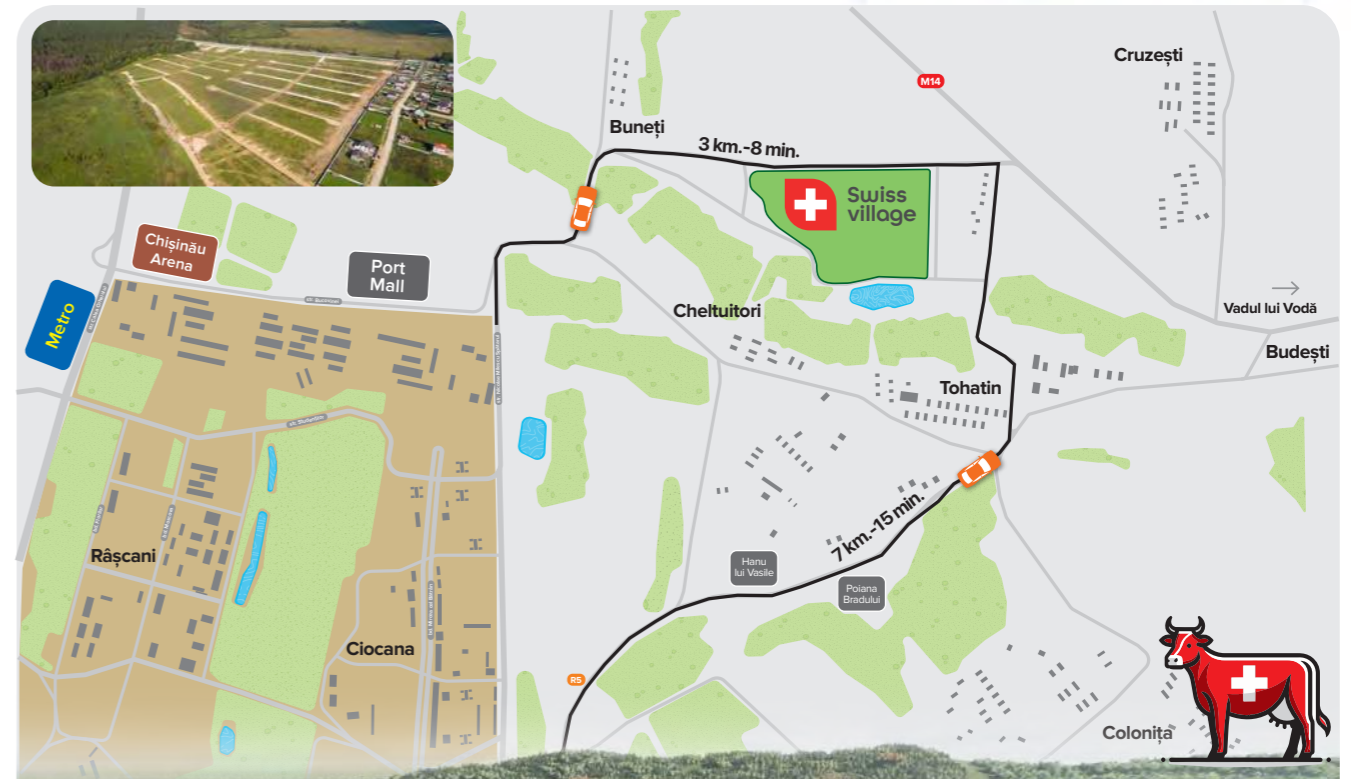 Cruzești
M14
Buneți
3 km.-8 min.
Swiss
village
Chișinău
Arena
Port
Mall
Metro
Vadul lui Vodă
Cheltuitori
Budești
Tohatin
7 km.-15 min.
Râșcani
Hanu
lui Vasile
Poiana
Bradului
Ciocana
R5
Colonița